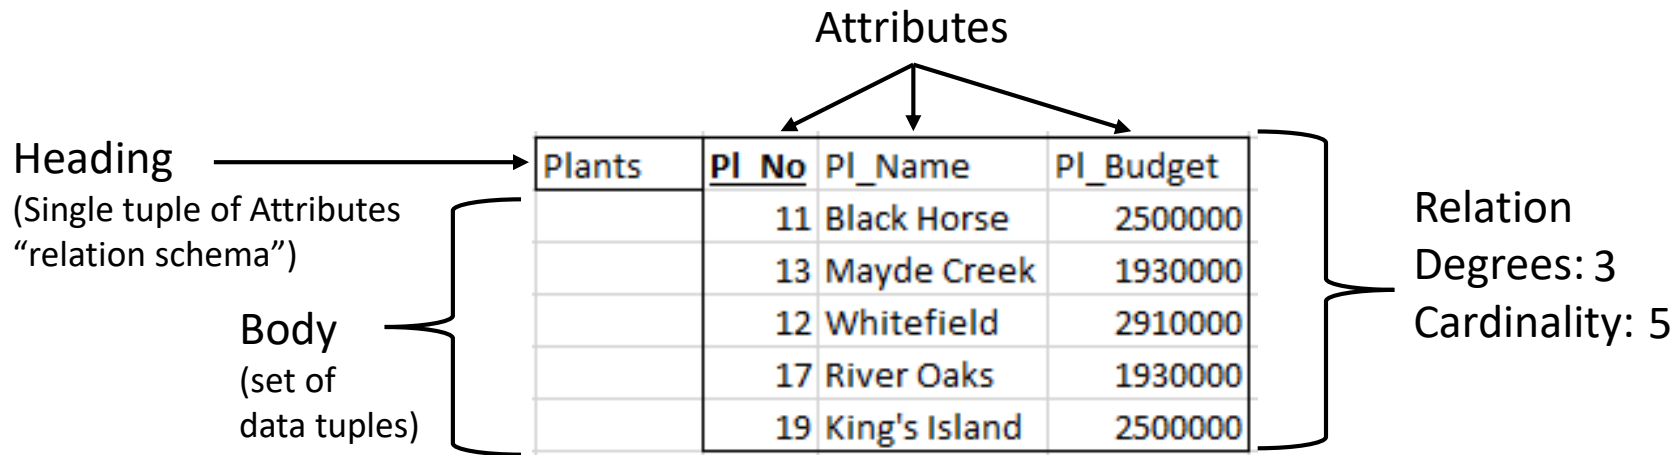 Attributes
Heading
(Single tuple of Attributes
“relation schema”)
Body
(set of
data tuples)
Plants Pl_No Pl_Name Pl_Budget
11 Black Horse 2500000
13 Mayde Creek 1930000
12 Whitefield 2910000
17 River Oaks 1930000
19 King's Island 2500000
Relation
Degrees: 3
Cardinality: 5